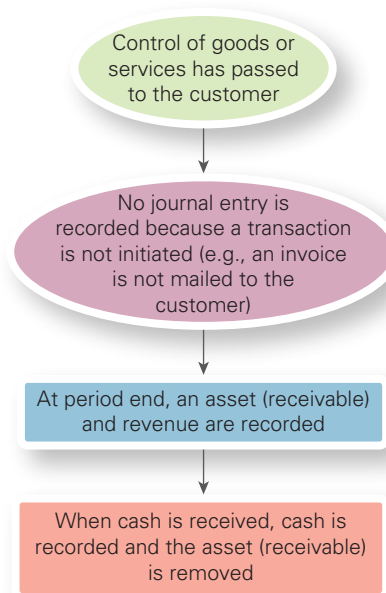 Control of goods or
services has passed
to the customer
No journal entry is
recorded because a transaction
is not initiated (e.g., an invoice
is not mailed to the
customer)
At period end, an asset (receivable)
and revenue are recorded
When cash is received, cash is
recorded and the asset (receivable)
is removed